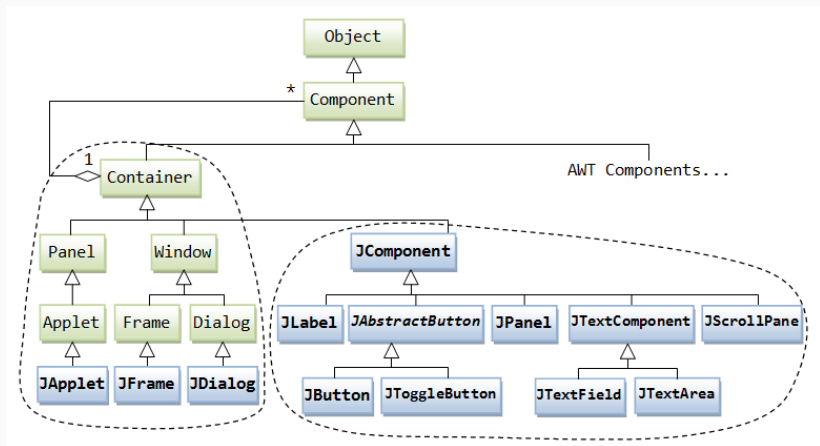 Object
*
Component
1
Container
AWT Components...
Panel
Window
JComponent
Applet
Frame
Dialog
JLabel
JAbstractButton
JPanel
JTextComponent
JScrollPane
JApplet
JFrame
JDialog
JButton
JToggleButton
JTextField
JTextArea